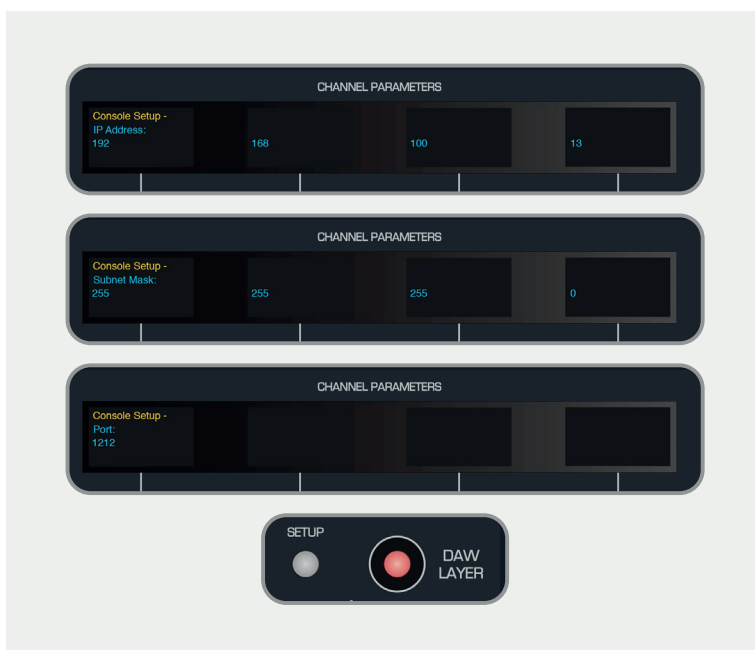 CHANNEL PARAMETERS
Console Setup -
IP Address:
192 168 100 13
CHANNEL PARAMETERS
Console Setup -
Subnet Mask:
255 255 255 0
CHANNEL PARAMETERS
Console Setup -
Port:
1212
SETUP
DAW
LAYER